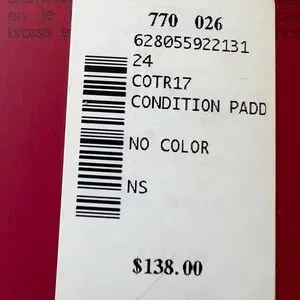 en le
brosse e
770 026
628055922131
24
COTR17
CONDITION PADD
NO COLOR
NS
$138.00